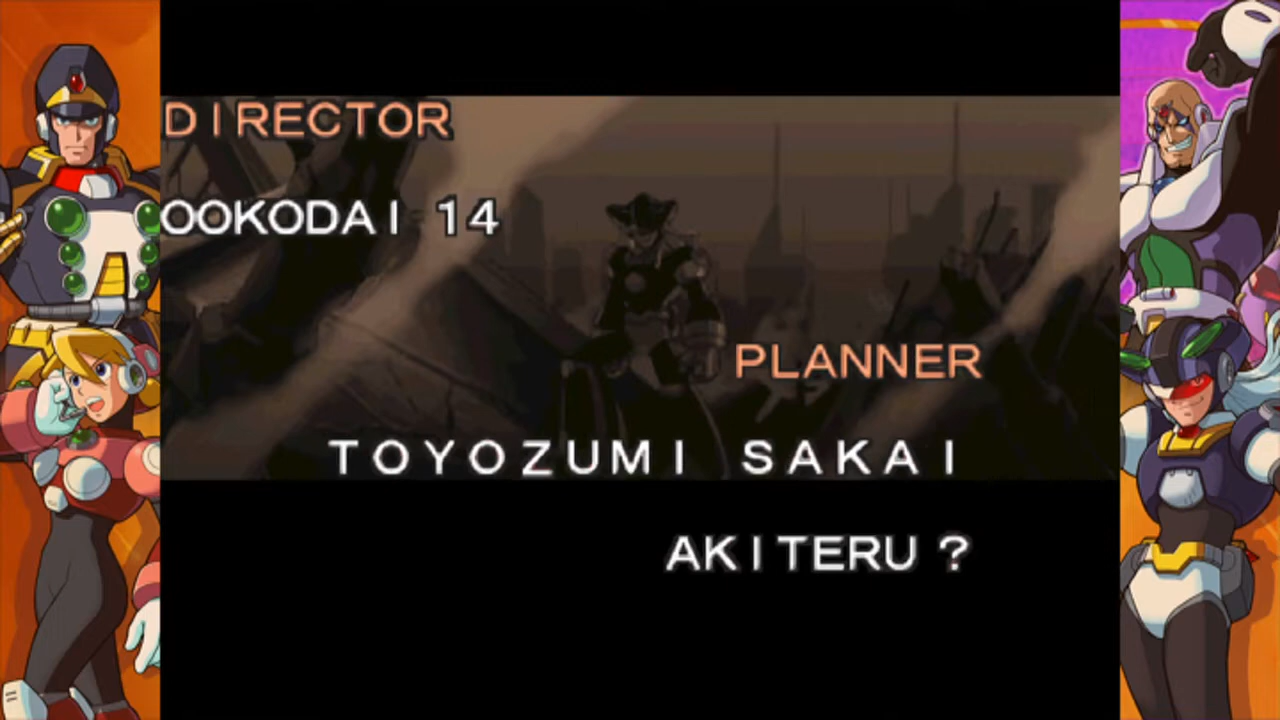 DIRECTOR
OOKODAI 14
PLANNER
TOYOZUMI SAKAI
AKITERU ?